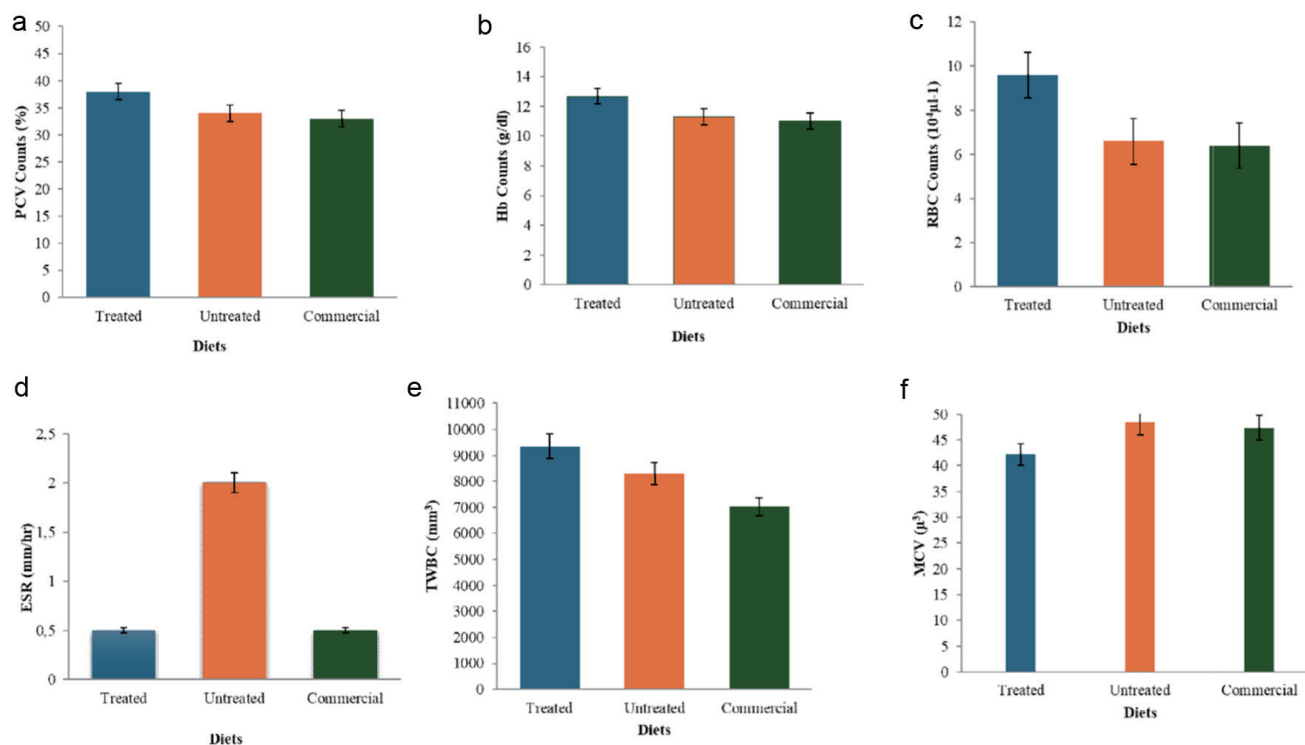 a
PCV Counts (%)
50
45
40
35
30
25
20
15
10
5
0
Treated Untreated Commercial
Diets
b
Hb Counts (g/dl)
16
14
12
10
8
6
4
2
0
Treated Untreated Commercial
Diets
c
RBC Counts (10⁴µl-1)
12
10
8
6
4
2
0
Treated Untreated Commercial
Diets
d
ESR (mm/hr)
2,5
2
1,5
1
0,5
0
Treated Untreated Commercial
Diets
e
TWBC (mm³)
11000
10000
9000
8000
7000
6000
5000
4000
3000
2000
1000
0
Treated Untreated Commercial
Diets
f
MCV (µ³)
50
45
40
35
30
25
20
15
10
5
0
Treated Untreated Commercial
Diets